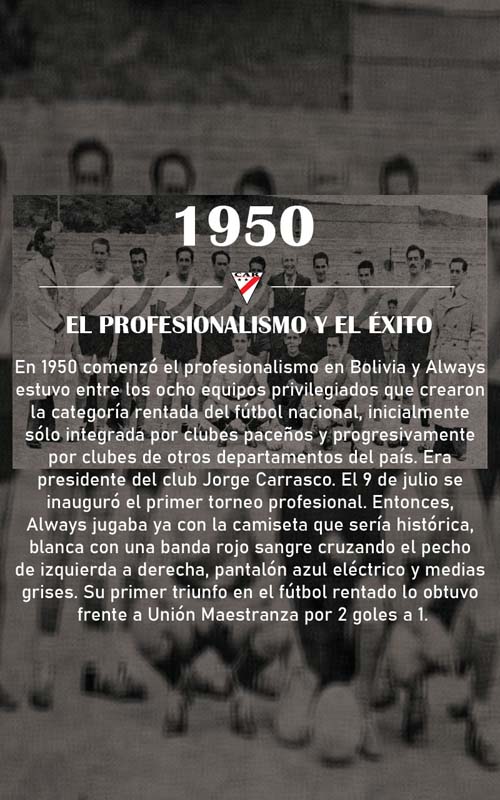 1950
CAR
EL PROFESIONALISMO Y EL ÉXITO
En 1950 comenzó el profesionalismo en Bolivia y Always
estuvo entre los ocho equipos privilegiados que crearon
la categoría rentada del fútbol nacional, inicialmente
sólo integrada por clubes paceños y progresivamente
por clubes de otros departamentos del país. Era
presidente del club Jorge Carrasco. El 9 de julio se
inauguró el primer torneo profesional. Entonces,
Always jugaba ya con la camiseta que sería histórica,
blanca con una banda rojo sangre cruzando el pecho
de izquierda a derecha, pantalón azul eléctrico y medias
grises. Su primer triunfo en el fútbol rentado lo obtuvo
frente a Unión Maestranza por 2 goles a 1.